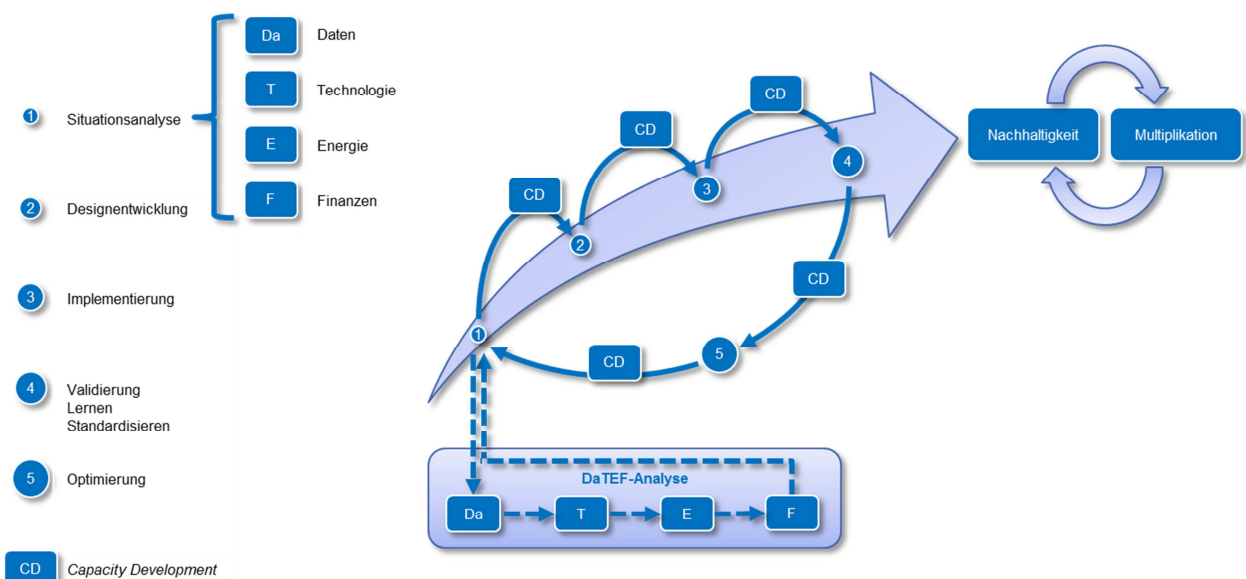 Da Daten
T Technologie
1 Situationsanalyse
E Energie
2 Designentwicklung
F Finanzen
3 Implementierung
4 Validierung
Lernen
Standardisieren
5 Optimierung
CD Capacity Development
CD
CD
CD
4
3
2
1
CD
CD
5
Nachhaltigkeit
Multiplikation
DaTEF-Analyse
Da
T
E
F